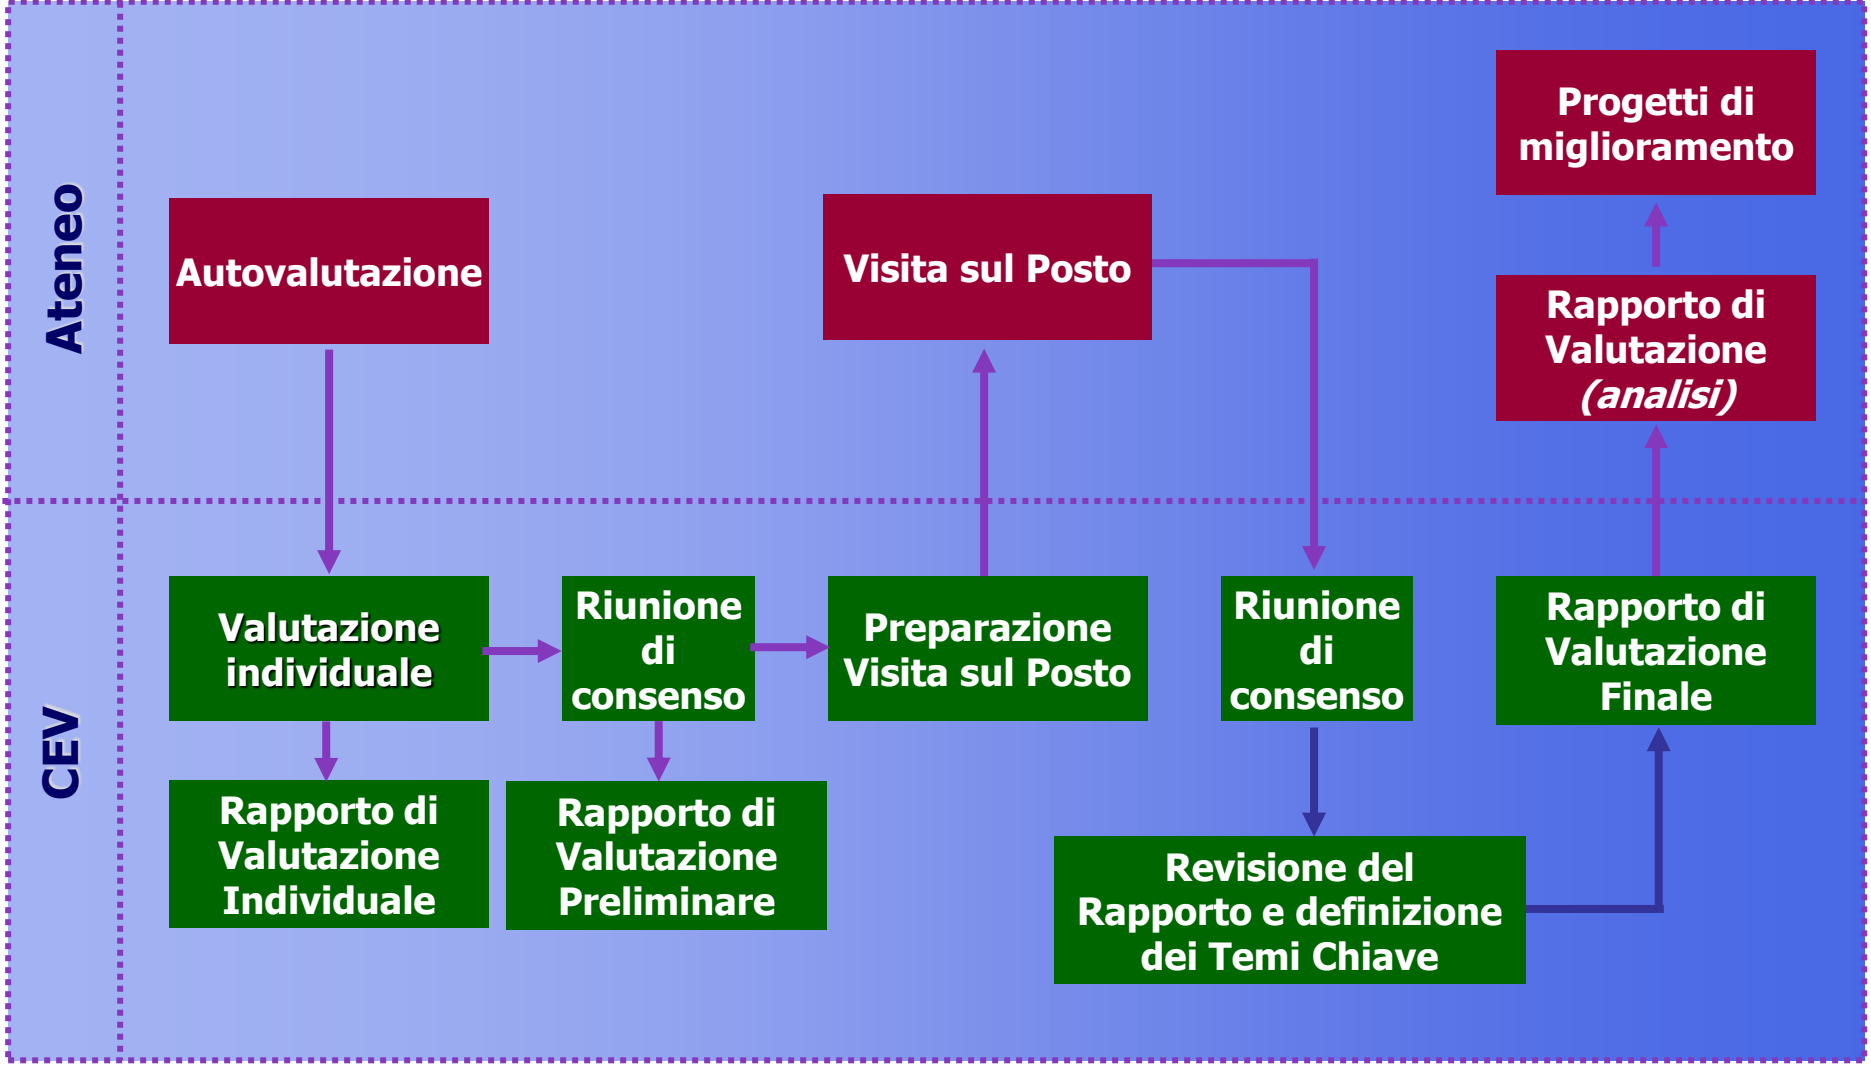 Ateneo
Autovalutazione
Visita sul Posto
Progetti di
miglioramento
Rapporto di
Valutazione
(analisi)
CEV
Valutazione
individuale
Riunione
di
consenso
Preparazione
Visita sul Posto
Riunione
di
consenso
Rapporto di
Valutazione
Finale
Rapporto di
Valutazione
Individuale
Rapporto di
Valutazione
Preliminare
Revisione del
Rapporto e definizione
dei Temi Chiave